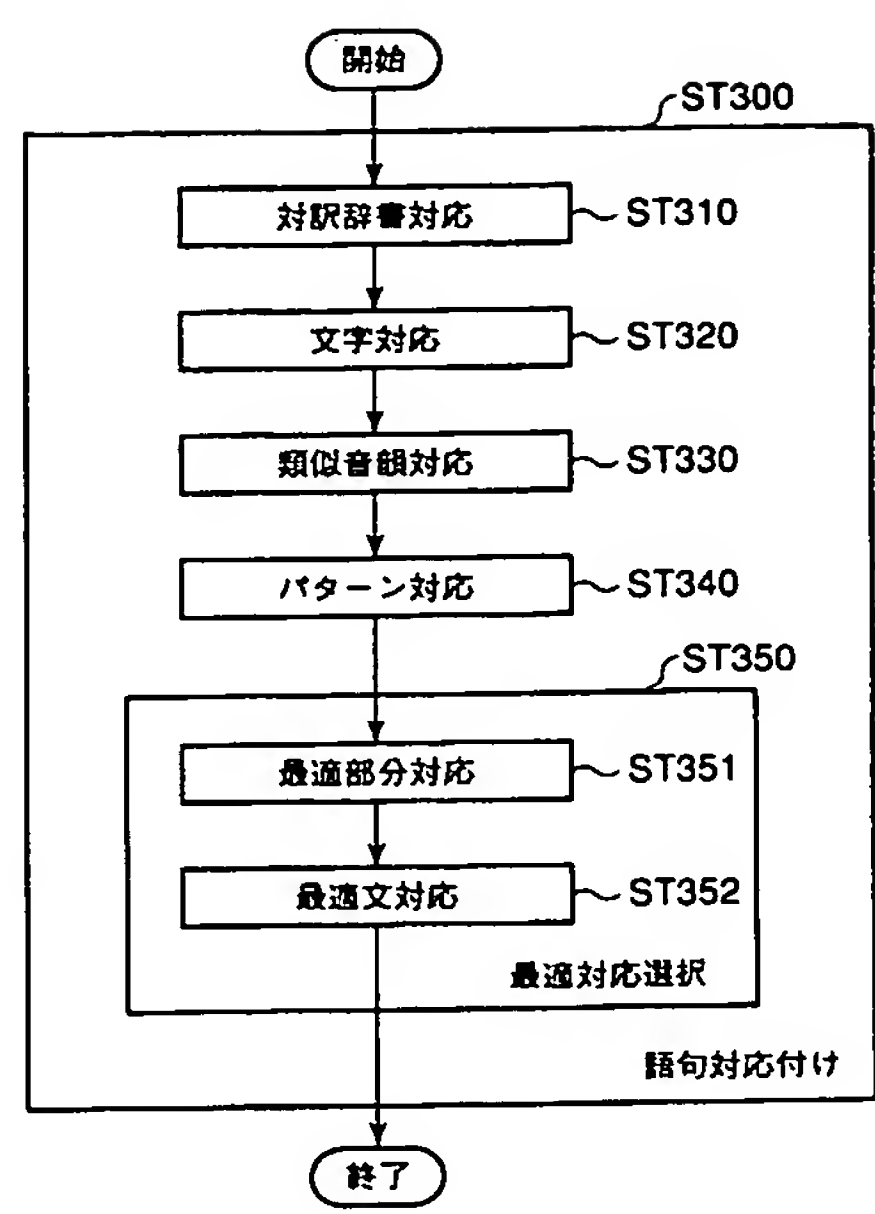 開始
ST300
対訳辞書対応
ST310
文字対応
ST320
類似音韻対応
ST330
パターン対応
ST340
ST350
最適部分対応
ST351
最適文対応
ST352
最適対応選択
語句対応付け
終了